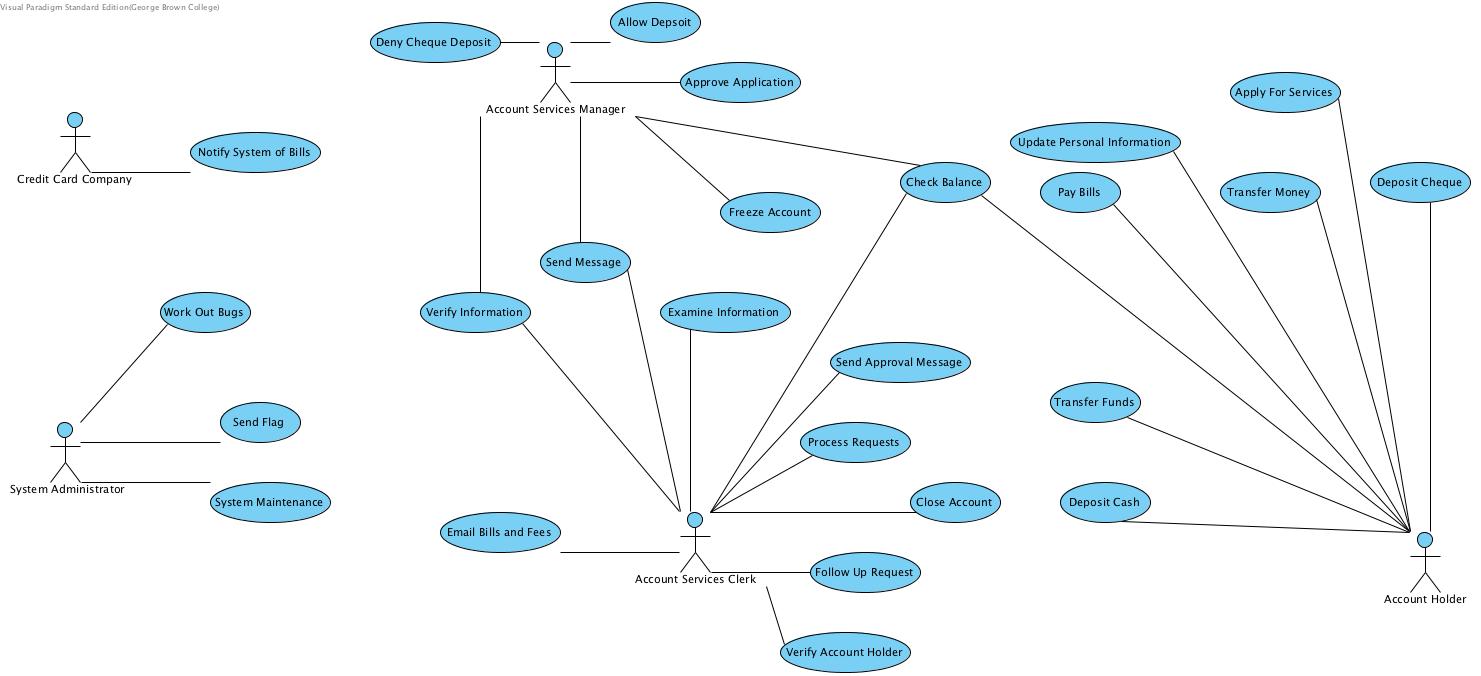 Visual Paradigm Standard Edition(George Brown College)
Allow Depsoit
Deny Cheque Deposit
Approve Application
Apply For Services
Account Services Manager
Update Personal Information
Notify System of Bills
Credit Card Company
Check Balance
Pay Bills
Transfer Money
Deposit Cheque
Freeze Account
Send Message
Work Out Bugs
Verify Information
Examine Information
Send Approval Message
Transfer Funds
Send Flag
Process Requests
System Administrator
System Maintenance
Close Account
Deposit Cash
Email Bills and Fees
Account Services Clerk
Follow Up Request
Account Holder
Verify Account Holder